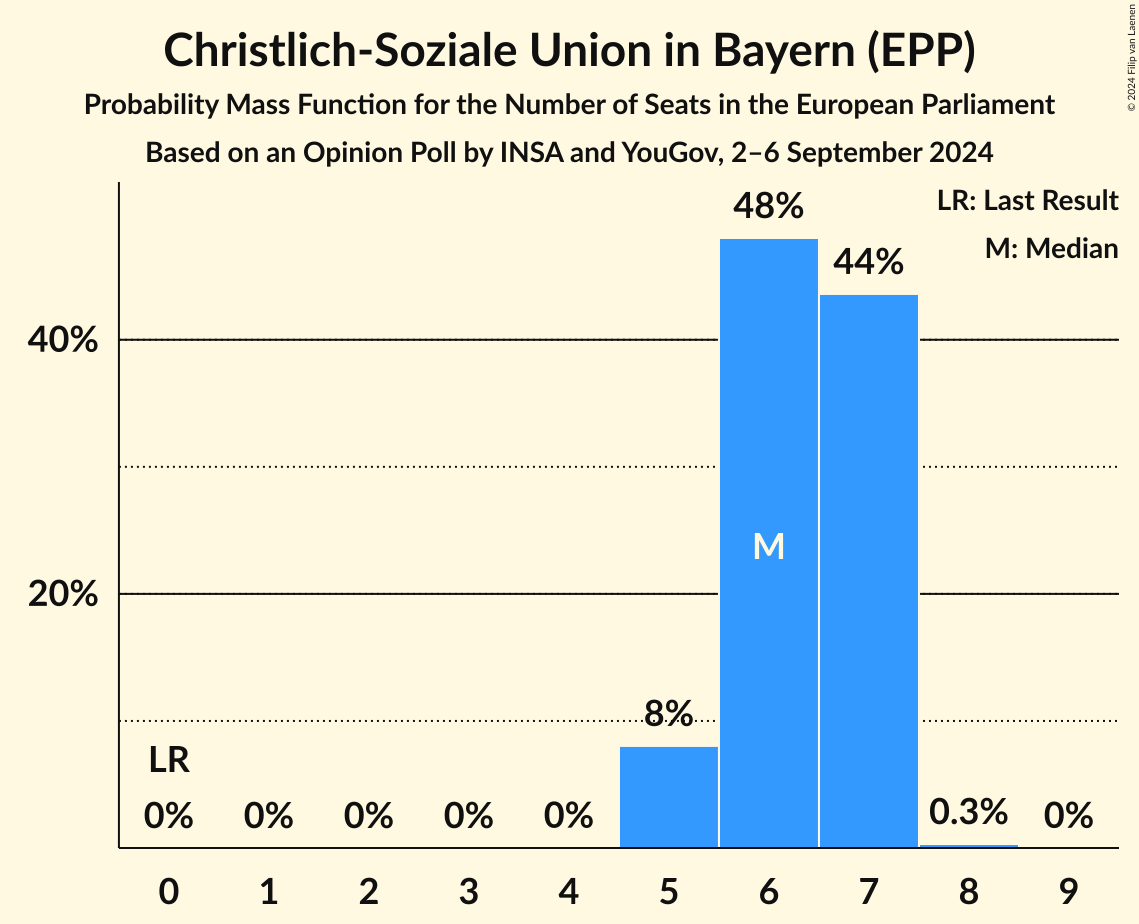 Christlich-Soziale Union in Bayern (EPP)
Probability Mass Function for the Number of Seats in the European Parliament
Based on an Opinion Poll by INSA and YouGov, 2–6 September 2024
© 2024 Filip van Laenen
LR: Last Result
M: Median
48%
44%
40%
M
20%
8%
LR
0% 0% 0% 0% 0% 0.3% 0%
0 1 2 3 4 5 6 7 8 9